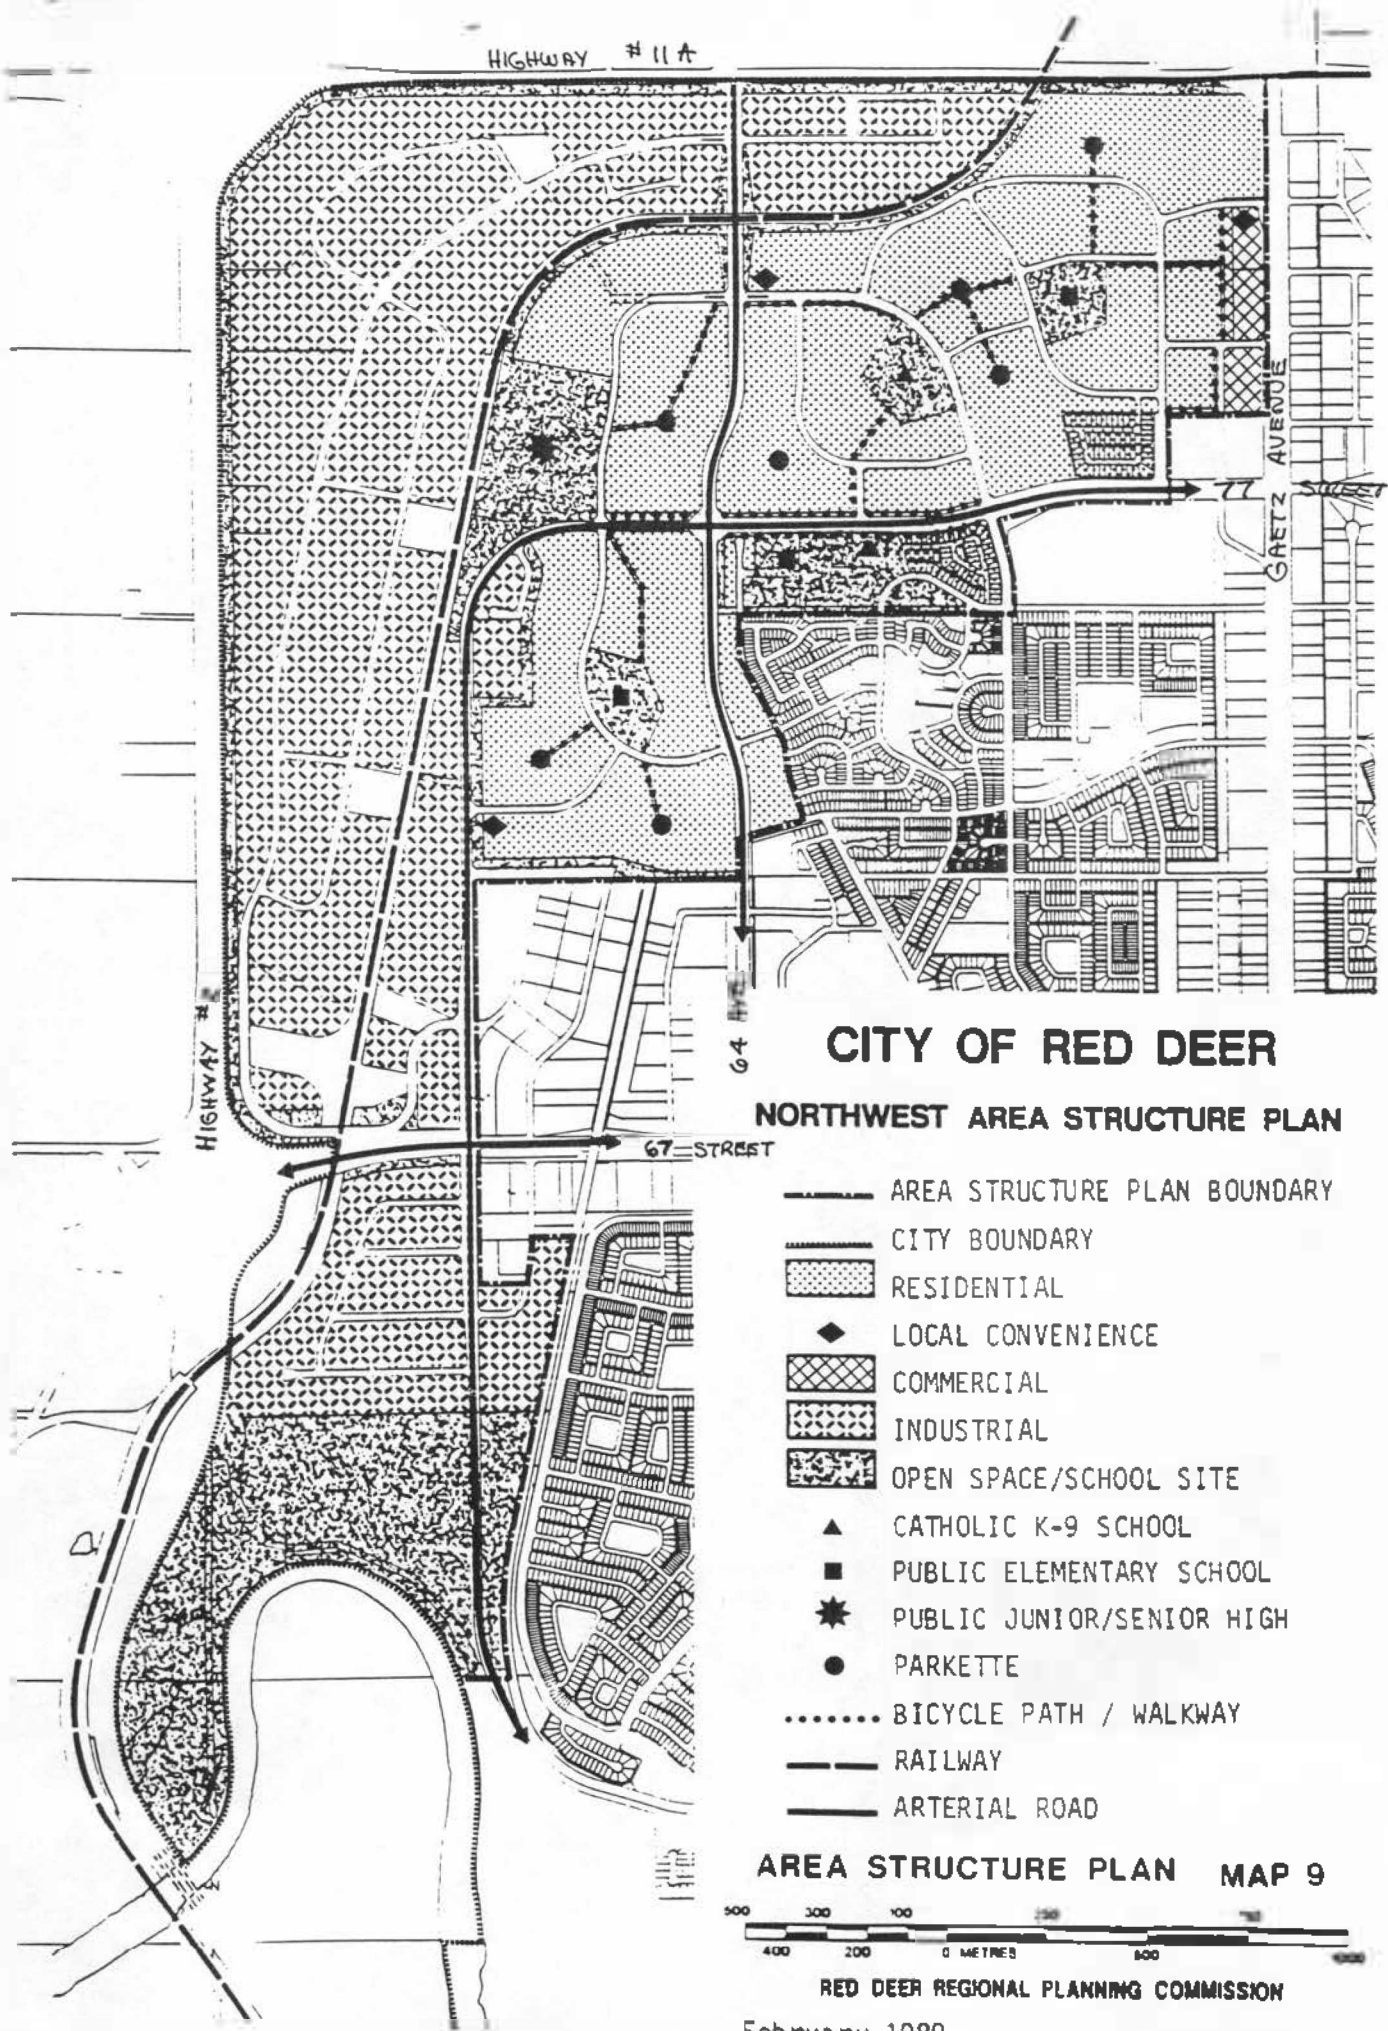 HIGHWAY #11A
GAETZ AVENUE
77
HIGHWAY #
64
67 STREET
CITY OF RED DEER
NORTHWEST AREA STRUCTURE PLAN
AREA STRUCTURE PLAN BOUNDARY
CITY BOUNDARY
RESIDENTIAL
LOCAL CONVENIENCE
COMMERCIAL
INDUSTRIAL
OPEN SPACE/SCHOOL SITE
CATHOLIC K-9 SCHOOL
PUBLIC ELEMENTARY SCHOOL
PUBLIC JUNIOR/SENIOR HIGH
PARKETTE
BICYCLE PATH / WALKWAY
RAILWAY
ARTERIAL ROAD
AREA STRUCTURE PLAN MAP 9
500 300 100
400 200 0 METRES
RED DEER REGIONAL PLANNING COMMISSION
February